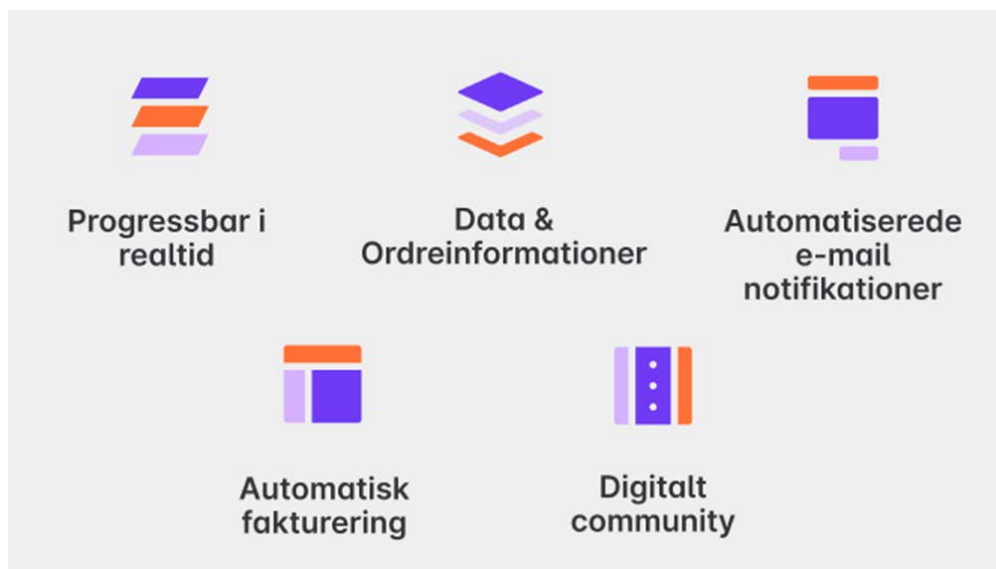 Progressbar i
realtid
Data &
Ordreinformationer
Automatiserede
e-mail
notifikationer
Automatisk
fakturering
Digitalt
community